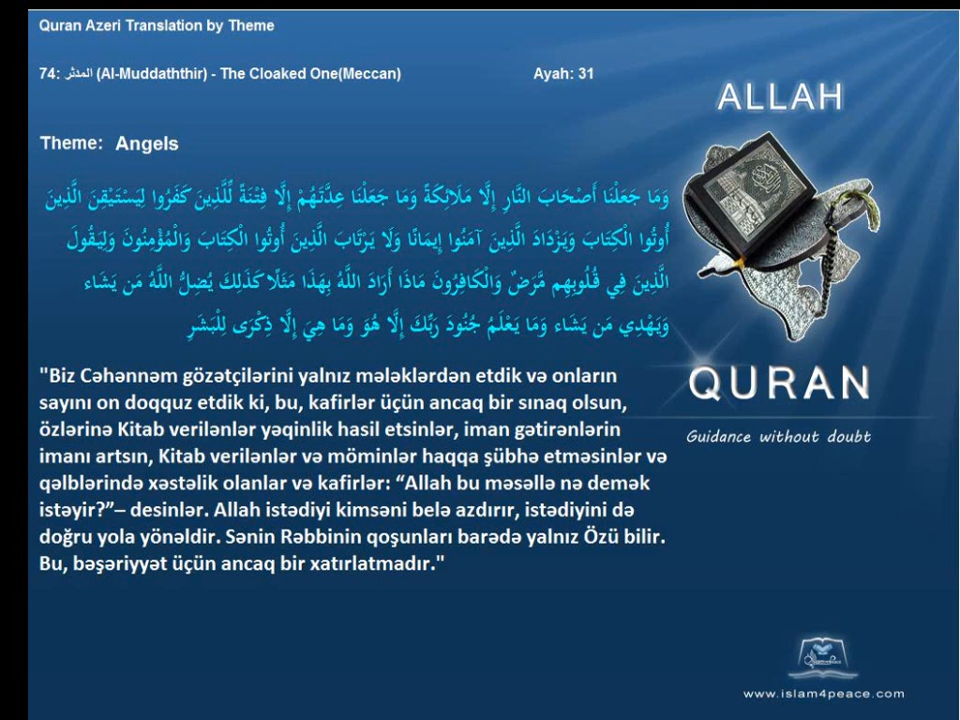 Quran Azeri Translation by Theme
74: المدثر (Al-Muddaththir) - The Cloaked One(Meccan) Ayah: 31
Theme: Angels
وَمَا جَعَلْنَا أَصْحَابَ النَّارِ إِلَّا مَلَائِكَةً وَمَا جَعَلْنَا عِدَّتَهُمْ إِلَّا فِتْنَةً لِّلَّذِينَ كَفَرُوا لِيَسْتَيْقِنَ الَّذِينَ
أُوتُوا الْكِتَابَ وَيَزْدَادَ الَّذِينَ آمَنُوا إِيمَانًا وَلَا يَرْتَابَ الَّذِينَ أُوتُوا الْكِتَابَ وَالْمُؤْمِنُونَ وَلِيَقُولَ
الَّذِينَ فِي قُلُوبِهِم مَّرَضٌ وَالْكَافِرُونَ مَاذَا أَرَادَ اللَّهُ بِهَذَا مَثَلًا كَذَلِكَ يُضِلُّ اللَّهُ مَن يَشَاء
وَيَهْدِي مَن يَشَاء وَمَا يَعْلَمُ جُنُودَ رَبِّكَ إِلَّا هُوَ وَمَا هِيَ إِلَّا ذِكْرَى لِلْبَشَرِ
"Biz Cəhənnəm gözətçilərini yalnız mələklərdən etdik və onların
sayını on doqquz etdik ki, bu, kafirlər üçün ancaq bir sınaq olsun,
özlərinə Kitab verilənlər yəqinlik hasil etsinlər, iman gətirənlərin
imanı artsın, Kitab verilənlər və möminlər haqqa şübhə etməsinlər və
qəlblərində xəstəlik olanlar və kafirlər: “Allah bu məsəllə nə demək
istəyir?”– desinlər. Allah istədiyi kimsəni belə azdırır, istədiyini də
doğru yola yönəldir. Sənin Rəbbinin qoşunları barədə yalnız Özü bilir.
Bu, bəşəriyyət üçün ancaq bir xatırlatmadır."
ALLAH
QURAN
Guidance without doubt
www.islam4peace.com